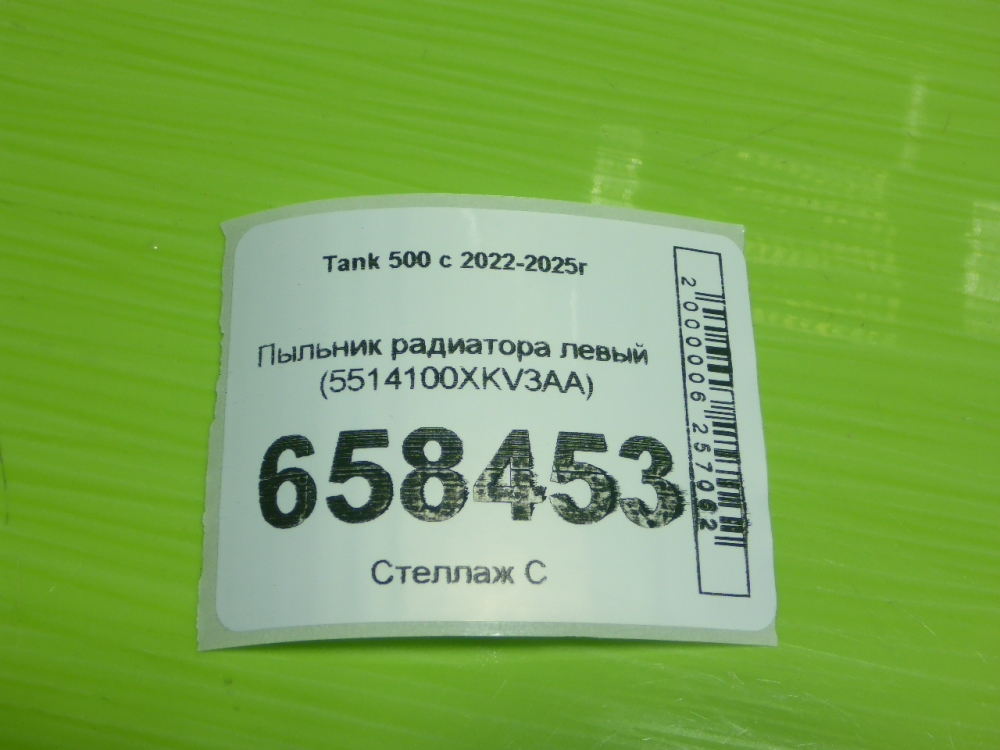 Tank 500 с 2022-2025г
Пыльник радиатора левый
(5514100XKV3AA)
658453
Стеллаж С
2000006257062